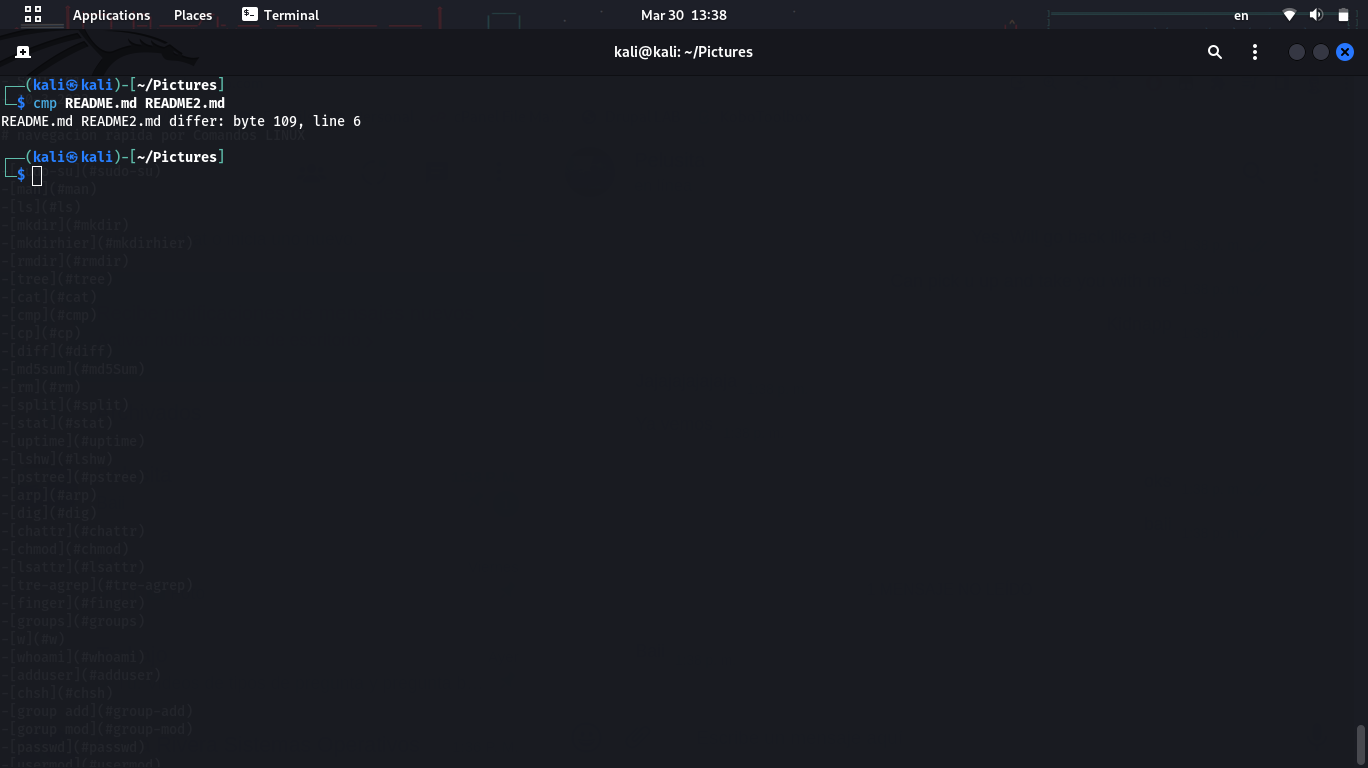 Applications Places Terminal Mar 30 13:38 en
kali@kali: ~/Pictures
(kali㉿kali)-[~/Pictures]
$ cmp README.md README2.md
README.md README2.md differ: byte 109, line 6
# navegación rápida por Comandos LINUX
(kali㉿kali)-[~/Pictures]
$
-su](#sudo-su)
-[man](#man)
-[ls](#ls)
-[mkdir](#mkdir)
-[mkdirhier](#mkdirhier)
-[rmdir](#rmdir)
-[tree](#tree)
-[cat](#cat)
-[cmp](#cmp)
-[cp](#cp)
-[diff](#diff)
-[md5sum](#md5Sum)
-[rm](#rm)
-[split](#split)
-[stat](#stat)
-[uptime](#uptime)
-[lshw](#lshw)
-[pstree](#pstree)
-[arp](#arp)
-[dig](#dig)
-[chattr](#chattr)
-[chmod](#chmod)
-[lsattr](#lsattr)
-[tre-agrep](#tre-agrep)
-[finger](#finger)
-[groups](#groups)
-[w](#w)
-[whoami](#whoami)
-[adduser](#adduser)
-[chsh](#chsh)
-[group add](#group-add)
-[gorup mod](#group-mod)
-[passwd](#passwd)
-[usermod](#usermod)